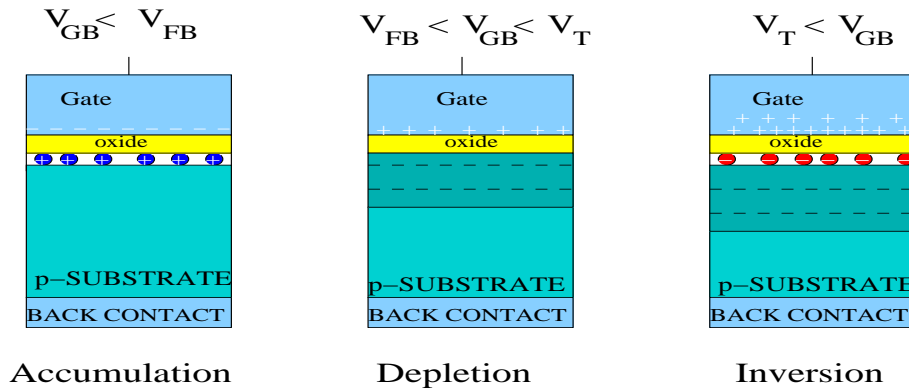 V_GB < V_FB
Gate
oxide
p-SUBSTRATE
BACK CONTACT
Accumulation
V_FB < V_GB < V_T
Gate
oxide
p-SUBSTRATE
BACK CONTACT
Depletion
V_T < V_GB
Gate
oxide
p-SUBSTRATE
BACK CONTACT
Inversion